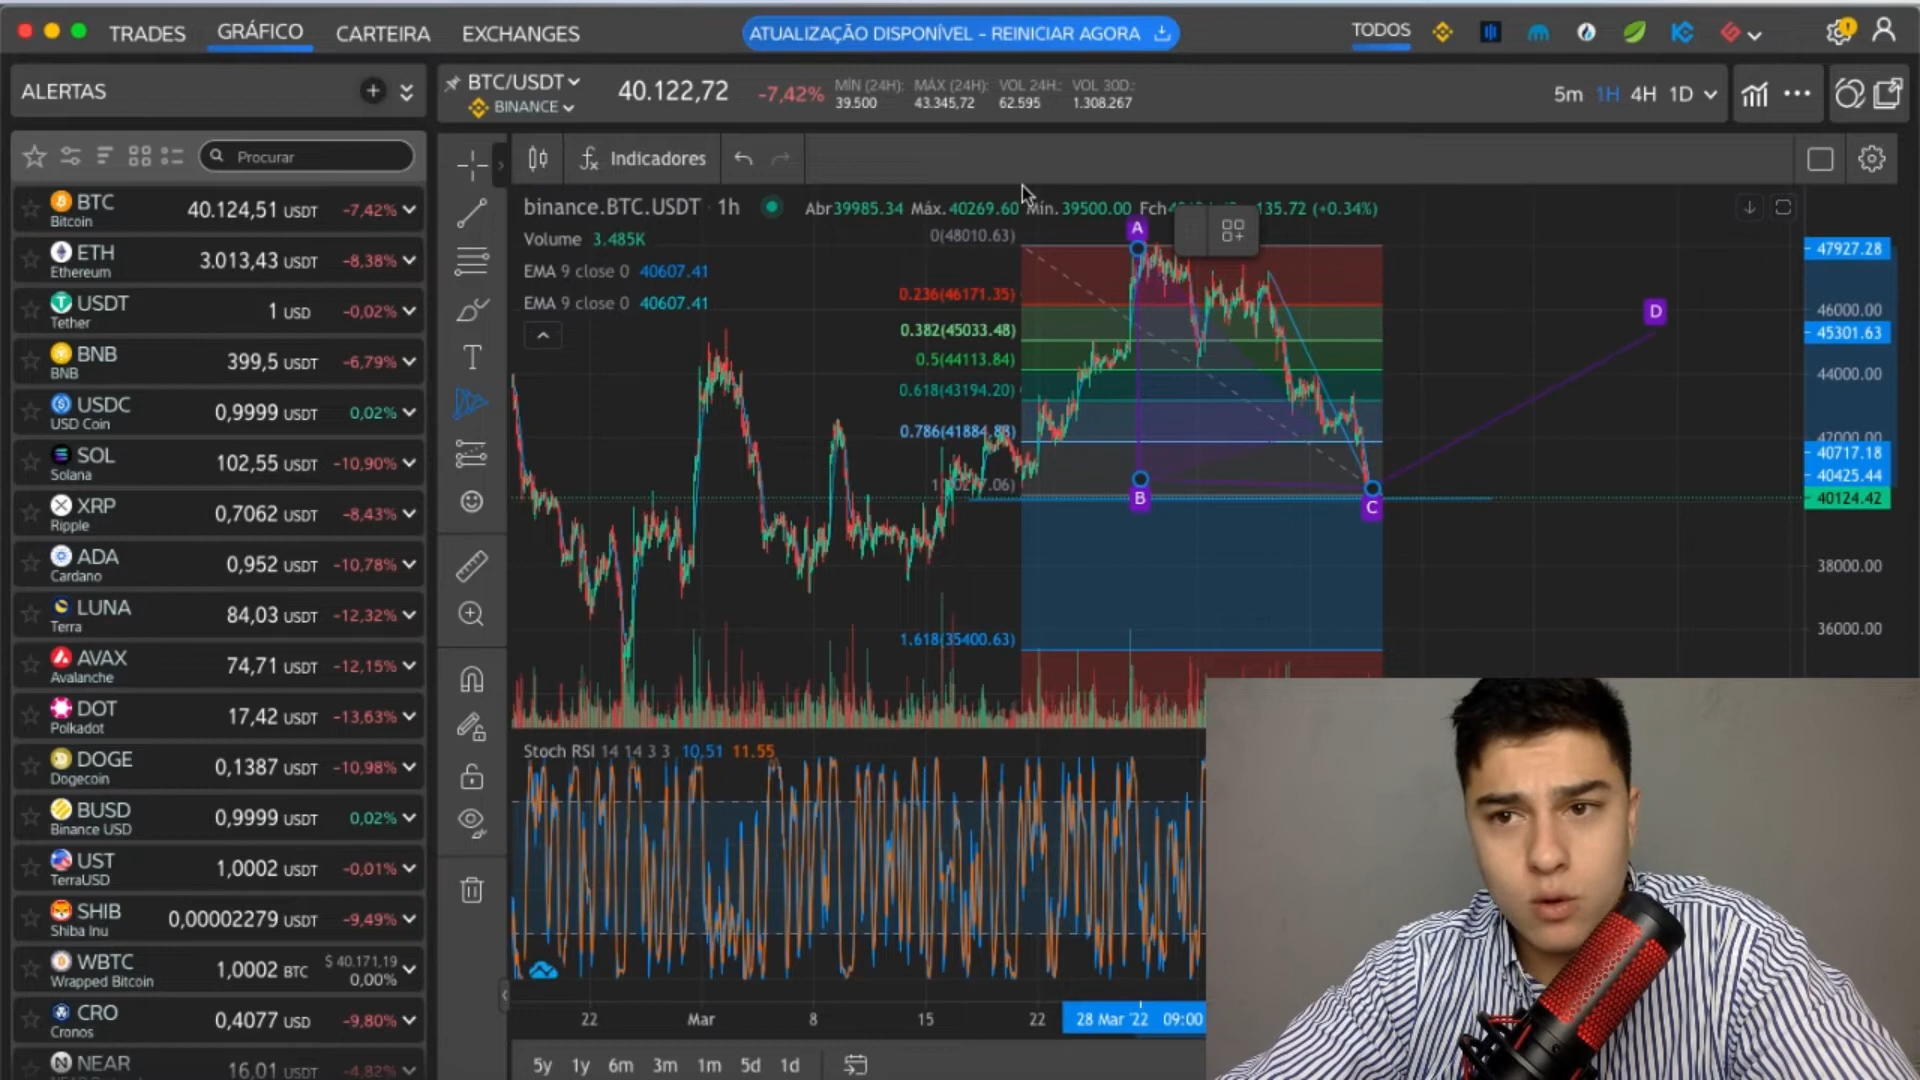 TRADES GRÁFICO CARTEIRA EXCHANGES
ATUALIZAÇÃO DISPONÍVEL - REINICIAR AGORA
TODOS
ALERTAS
Procurar
BTC/USDT
BINANCE
40.122,72 -7,42%
MÍN (24H): 39.500
MÁX (24H): 43.345,72
VOL 24H: 62.595
VOL 30D: 1.308.267
5m 1H 4H 1D
Indicadores
BTC 40.124,51 USDT -7,42%
Bitcoin
ETH 3.013,43 USDT -8,38%
Ethereum
USDT 1 USD -0,02%
Tether
BNB 399,5 USDT -6,79%
BNB
USDC 0,9999 USDT 0,02%
USD Coin
SOL 102,55 USDT -10,90%
Solana
XRP 0,7062 USDT -8,43%
Ripple
ADA 0,952 USDT -10,78%
Cardano
LUNA 84,03 USDT -12,32%
Terra
AVAX 74,71 USDT -12,15%
Avalanche
DOT 17,42 USDT -13,63%
Polkadot
DOGE 0,1387 USDT -10,98%
Dogecoin
BUSD 0,9999 USDT 0,02%
Binance USD
UST 1,0002 USDT -0,01%
TerraUSD
SHIB 0,00002279 USDT -9,49%
Shiba Inu
WBTC 1,0002 BTC $ 40.171,19
Wrapped Bitcoin 0,00%
CRO 0,4077 USD -9,80%
Cronos
NEAR 16,01 USDT -4,82%
binance.BTC.USDT · 1h
Abr39985.34 Máx.40269.60 Mín.39500.00 Fch 135.72 (+0.34%)
Volume 3.485K
EMA 9 close 0 40607.41
EMA 9 close 0 40607.41
0(48010.63)
0.236(46171.35)
0.382(45033.48)
0.5(44113.84)
0.618(43194.20)
0.786(41884.83)
1.618(35400.63)
A
B
C
D
47927.28
46000.00
45301.63
44000.00
42000.00
40717.18
40425.44
40124.42
38000.00
36000.00
Stoch RSI 14 14 3 3 10.51 11.55
22 Mar 8 15 22 28 Mar '22 09:00
5y 1y 6m 3m 1m 5d 1d